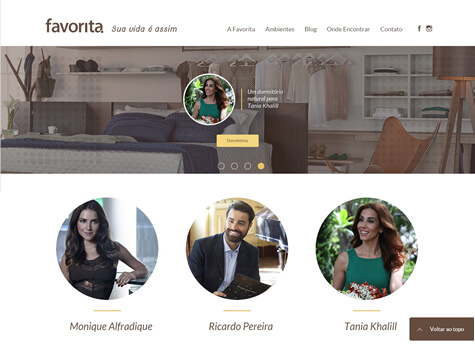 favorita
Sua vida é assim
A Favorita
Ambientes
Blog
Onde Encontrar
Contato
Um dormitório
natural para
Tania Khalill
Dormitórios
Monique Alfradique
Ricardo Pereira
Tania Khalill
Voltar ao topo